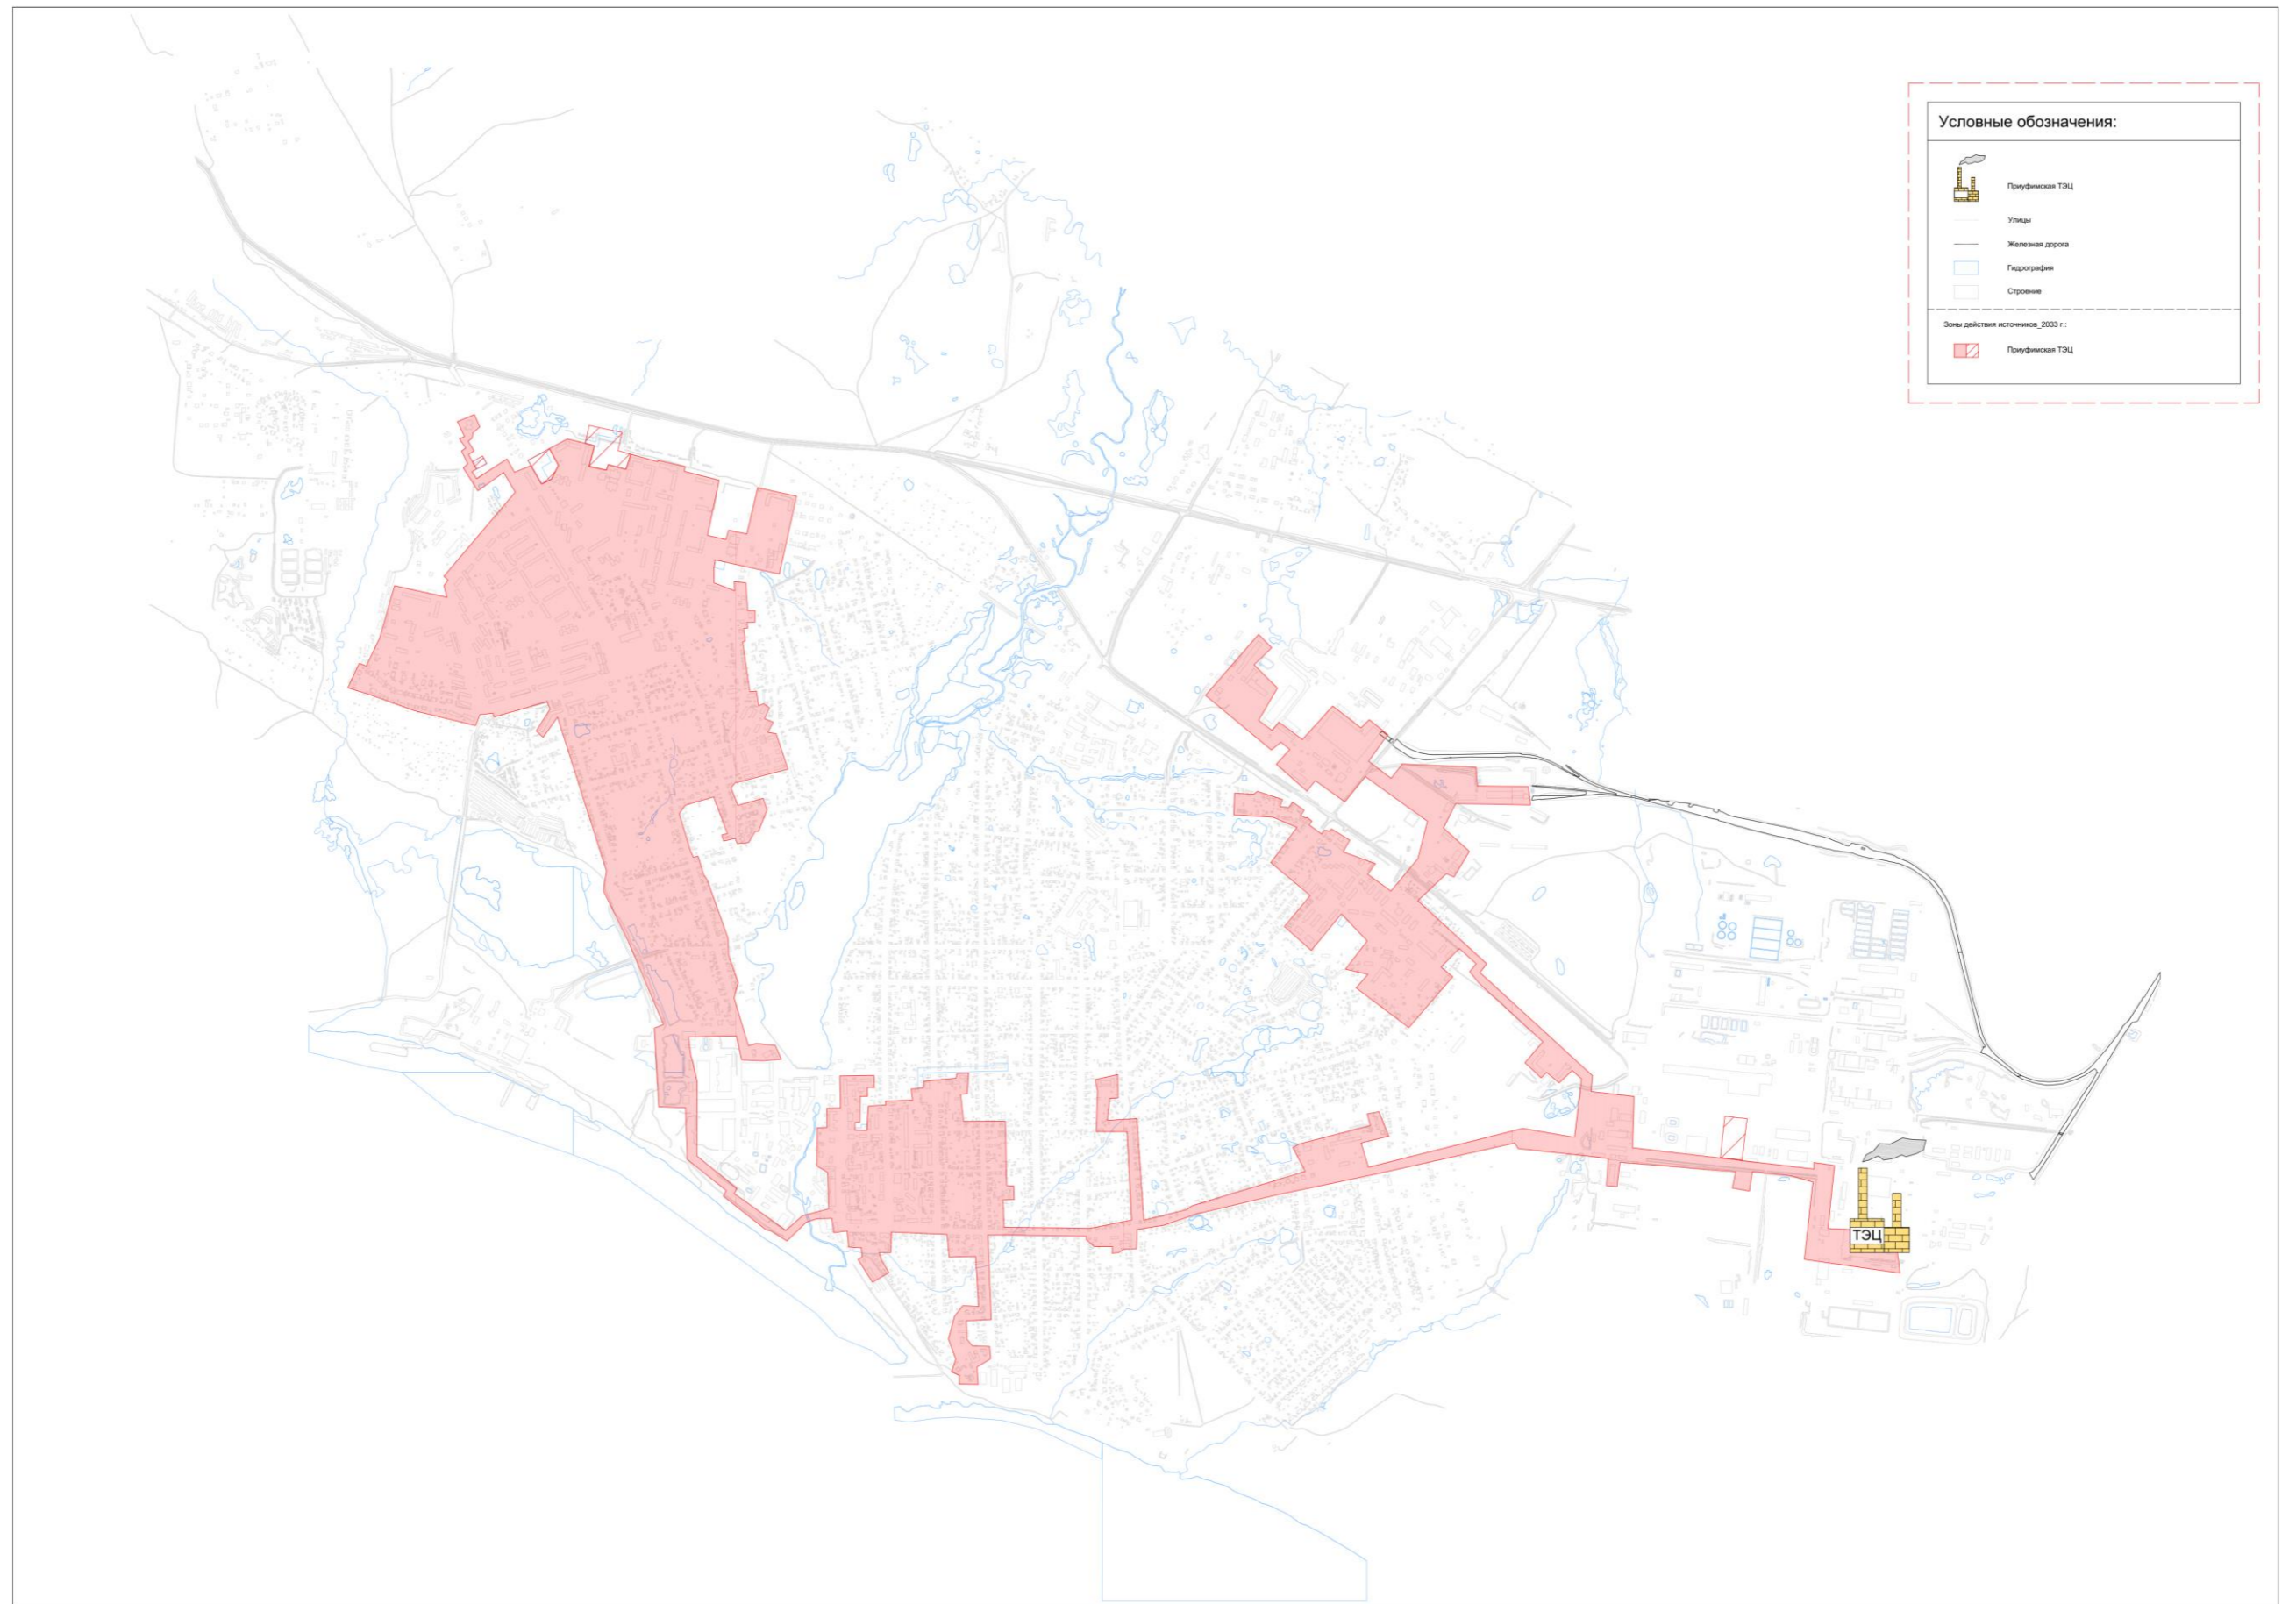 Условные обозначения:
Приуфимская ТЭЦ
Улицы
Железная дорога
Гидрография
Строение
Зоны действия источников_2033 г.:
Приуфимская ТЭЦ
ТЭЦ